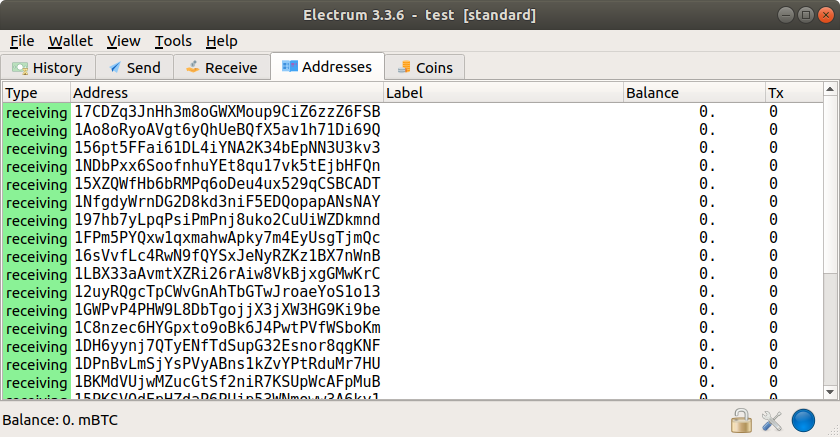 Electrum 3.3.6 - test [standard]
File Wallet View Tools Help
History Send Receive Addresses Coins
Type Address Label Balance Tx
receiving 17CDZq3JnHh3m8oGWXMoup9CiZ6zzZ6FSB 0. 0
receiving 1Ao8oRyoAVgt6yQhUeBQfX5av1h71Di69Q 0. 0
receiving 156pt5FFai61DL4iYNA2K34bEpNN3U3kv3 0. 0
receiving 1NDbPxx6SoofnhuYEt8qu17vk5tEjbHFQn 0. 0
receiving 15XZQWfHb6bRMPq6oDeu4ux529qCSBCADT 0. 0
receiving 1NfgdyWrnDG2D8kd3niF5EDQopapANsNAY 0. 0
receiving 197hb7yLpqPsiPmPnj8uko2CuUiWZDkmnd 0. 0
receiving 1FPm5PYQxw1qxmahwApky7m4EyUsgTjmQc 0. 0
receiving 16sVvfLc4RwN9fQYSxJeNyRZKz1BX7nWnB 0. 0
receiving 1LBX33aAvmtXZRi26rAiw8VkBjxgGMwKrC 0. 0
receiving 12uyRQgcTpCWvGnAhTbGTwJroaeYoS1o13 0. 0
receiving 1GWPvP4PHW9L8DbTgojjX3jXW3HG9Ki9be 0. 0
receiving 1C8nzec6HYGpxto9oBk6J4PwtPVfWSboKm 0. 0
receiving 1DH6yynj7QTyENfTdSupG32Esnor8qgKNF 0. 0
receiving 1DPnBvLmSjYsPVyABns1kZvYPtRduMr7HU 0. 0
receiving 1BKMdVUjwMZucGtSf2niR7KSUpWcAFpMuB 0. 0
receiving 0. 0
Balance: 0. mBTC